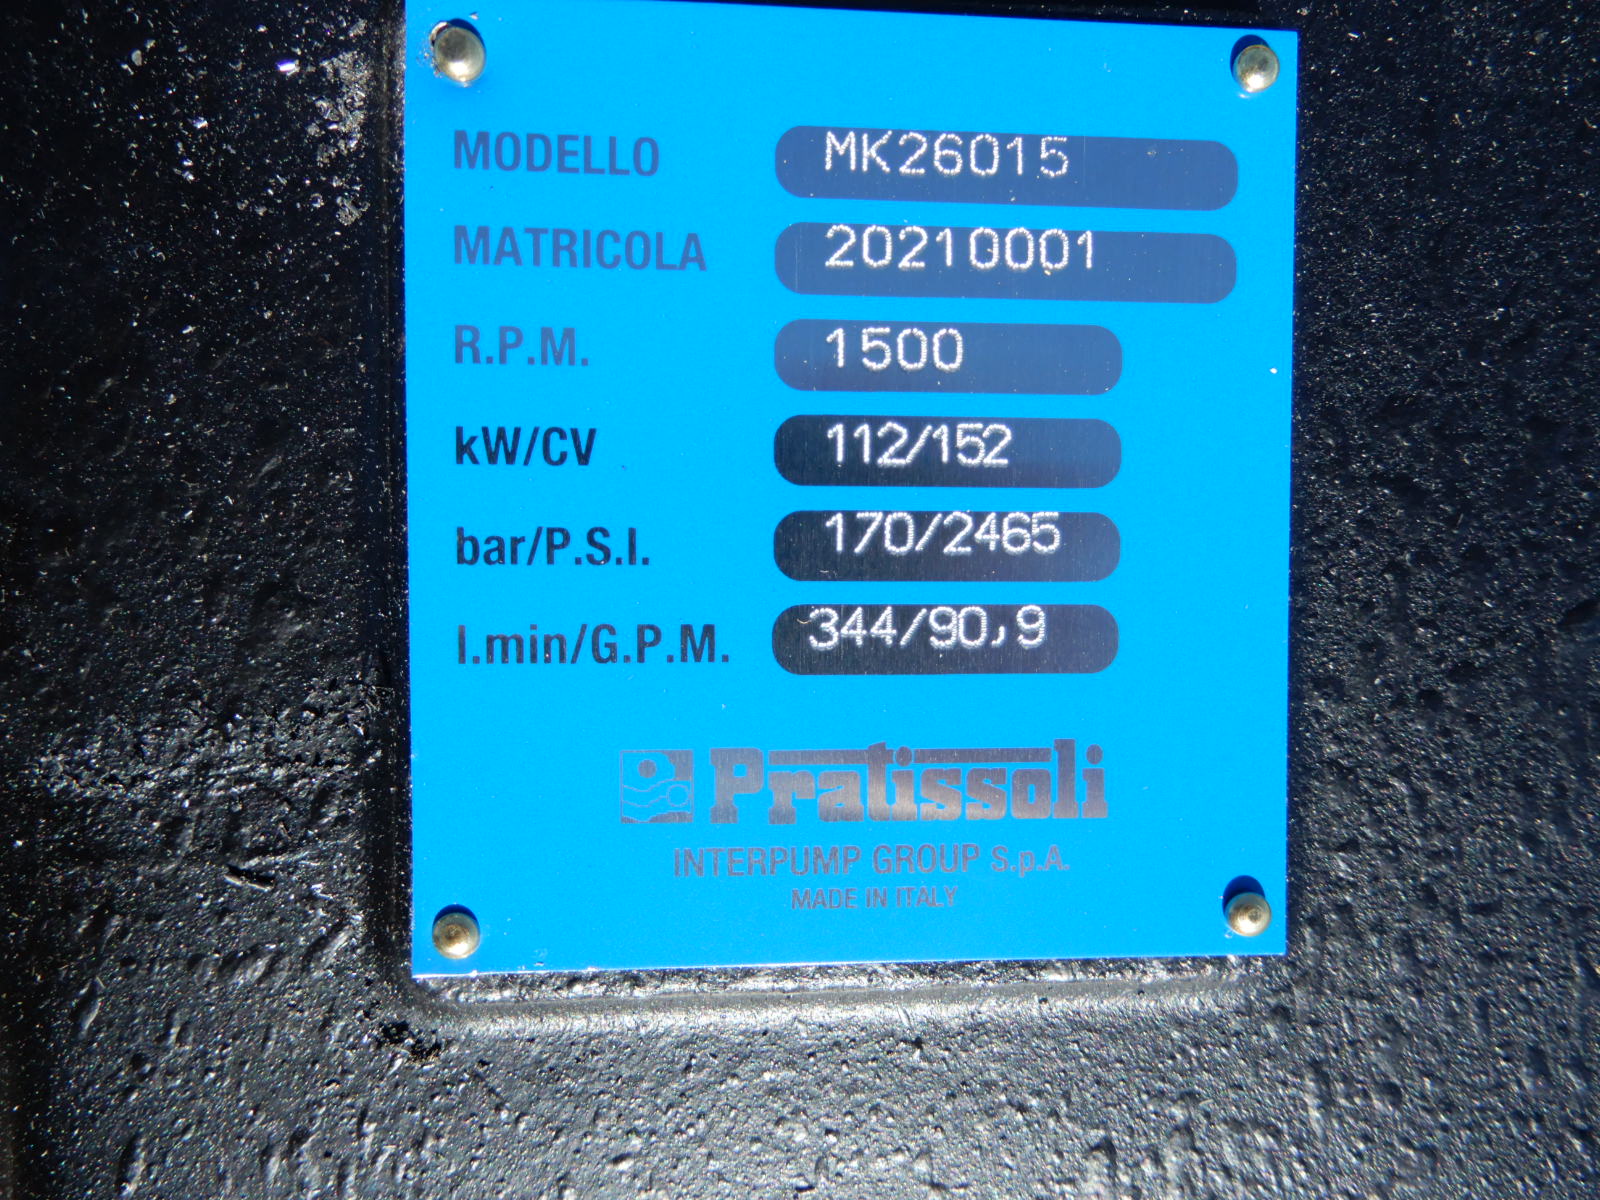 MODELLO MK26015
MATRICOLA 20210001
R.P.M. 1500
kW/CV 112/152
bar/P.S.I. 170/2465
l.min/G.P.M. 344/90,9
Pratissoli
INTERPUMP GROUP S.p.A.
MADE IN ITALY